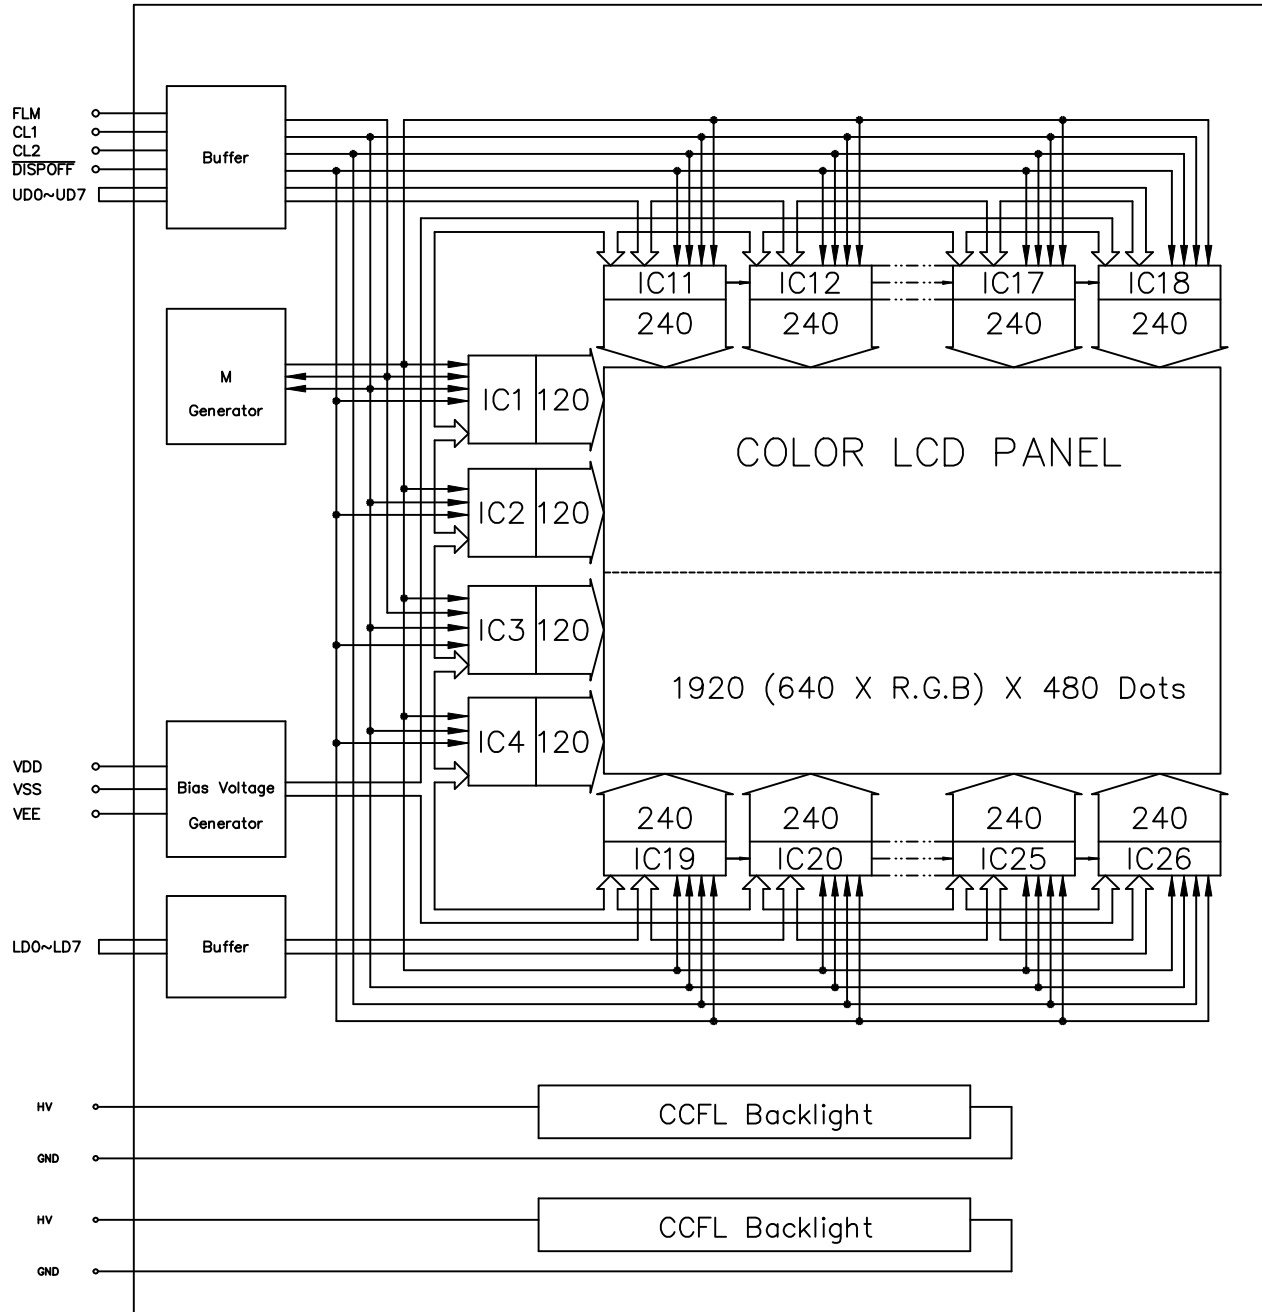 FLM
CL1
CL2
DISPOFF
UD0~UD7
Buffer
IC11
IC12
IC17
IC18
240
240
240
240
M
Generator
IC1
120
COLOR LCD PANEL
IC2
120
IC3
120
1920 (640 X R.G.B) X 480 Dots
IC4
120
VDD
VSS
VEE
Bias Voltage
Generator
240
240
240
240
IC19
IC20
IC25
IC26
LD0~LD7
Buffer
HV
CCFL Backlight
GND
HV
CCFL Backlight
GND